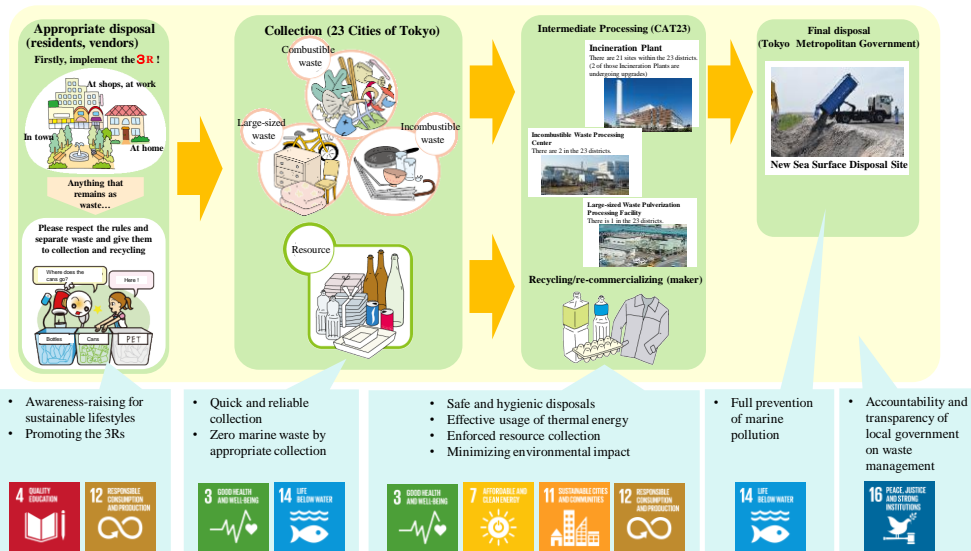 Appropriate disposal
(residents, vendors)
Firstly, implement the 3R !
At shops, at work
In town
At home
Anything that
remains as
waste…
Please respect the rules and
separate waste and give them
to collection and recycling
Where does the
cans go?
Here !
Bottles
Cans
PET
Collection (23 Cities of Tokyo)
Combustible
waste
Large-sized
waste
Incombustible
waste
Resource
Intermediate Processing (CAT23)
Incineration Plant
There are 21 sites within the 23 districts.
(2 of those Incineration Plants are
undergoing upgrades)
Incombustible Waste Processing
Center
There are 2 in the 23 districts.
Large-sized Waste Pulverization
Processing Facility
There is 1 in the 23 districts.
Recycling/re-commercializing (maker)
Final disposal
(Tokyo Metropolitan Government)
New Sea Surface Disposal Site
• Awareness-raising for
sustainable lifestyles
• Promoting the 3Rs
4 QUALITY
EDUCATION
12 RESPONSIBLE
CONSUMPTION
AND PRODUCTION
• Quick and reliable
collection
• Zero marine waste by
appropriate collection
3 GOOD HEALTH
AND WELL-BEING
14 LIFE
BELOW WATER
• Safe and hygienic disposals
• Effective usage of thermal energy
• Enforced resource collection
• Minimizing environmental impact
3 GOOD HEALTH
AND WELL-BEING
7 AFFORDABLE AND
CLEAN ENERGY
11 SUSTAINABLE CITIES
AND COMMUNITIES
12 RESPONSIBLE
CONSUMPTION
AND PRODUCTION
• Full prevention
of marine
pollution
14 LIFE
BELOW WATER
• Accountability and
transparency of
local government
on waste
management
16 PEACE, JUSTICE
AND STRONG
INSTITUTIONS